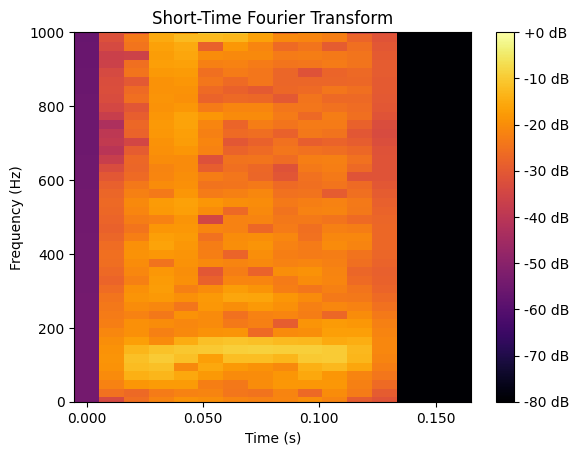 Short-Time Fourier Transform
1000
800
600
400
200
0
Frequency (Hz)
0.000
0.050
0.100
0.150
Time (s)
+0 dB
-10 dB
-20 dB
-30 dB
-40 dB
-50 dB
-60 dB
-70 dB
-80 dB